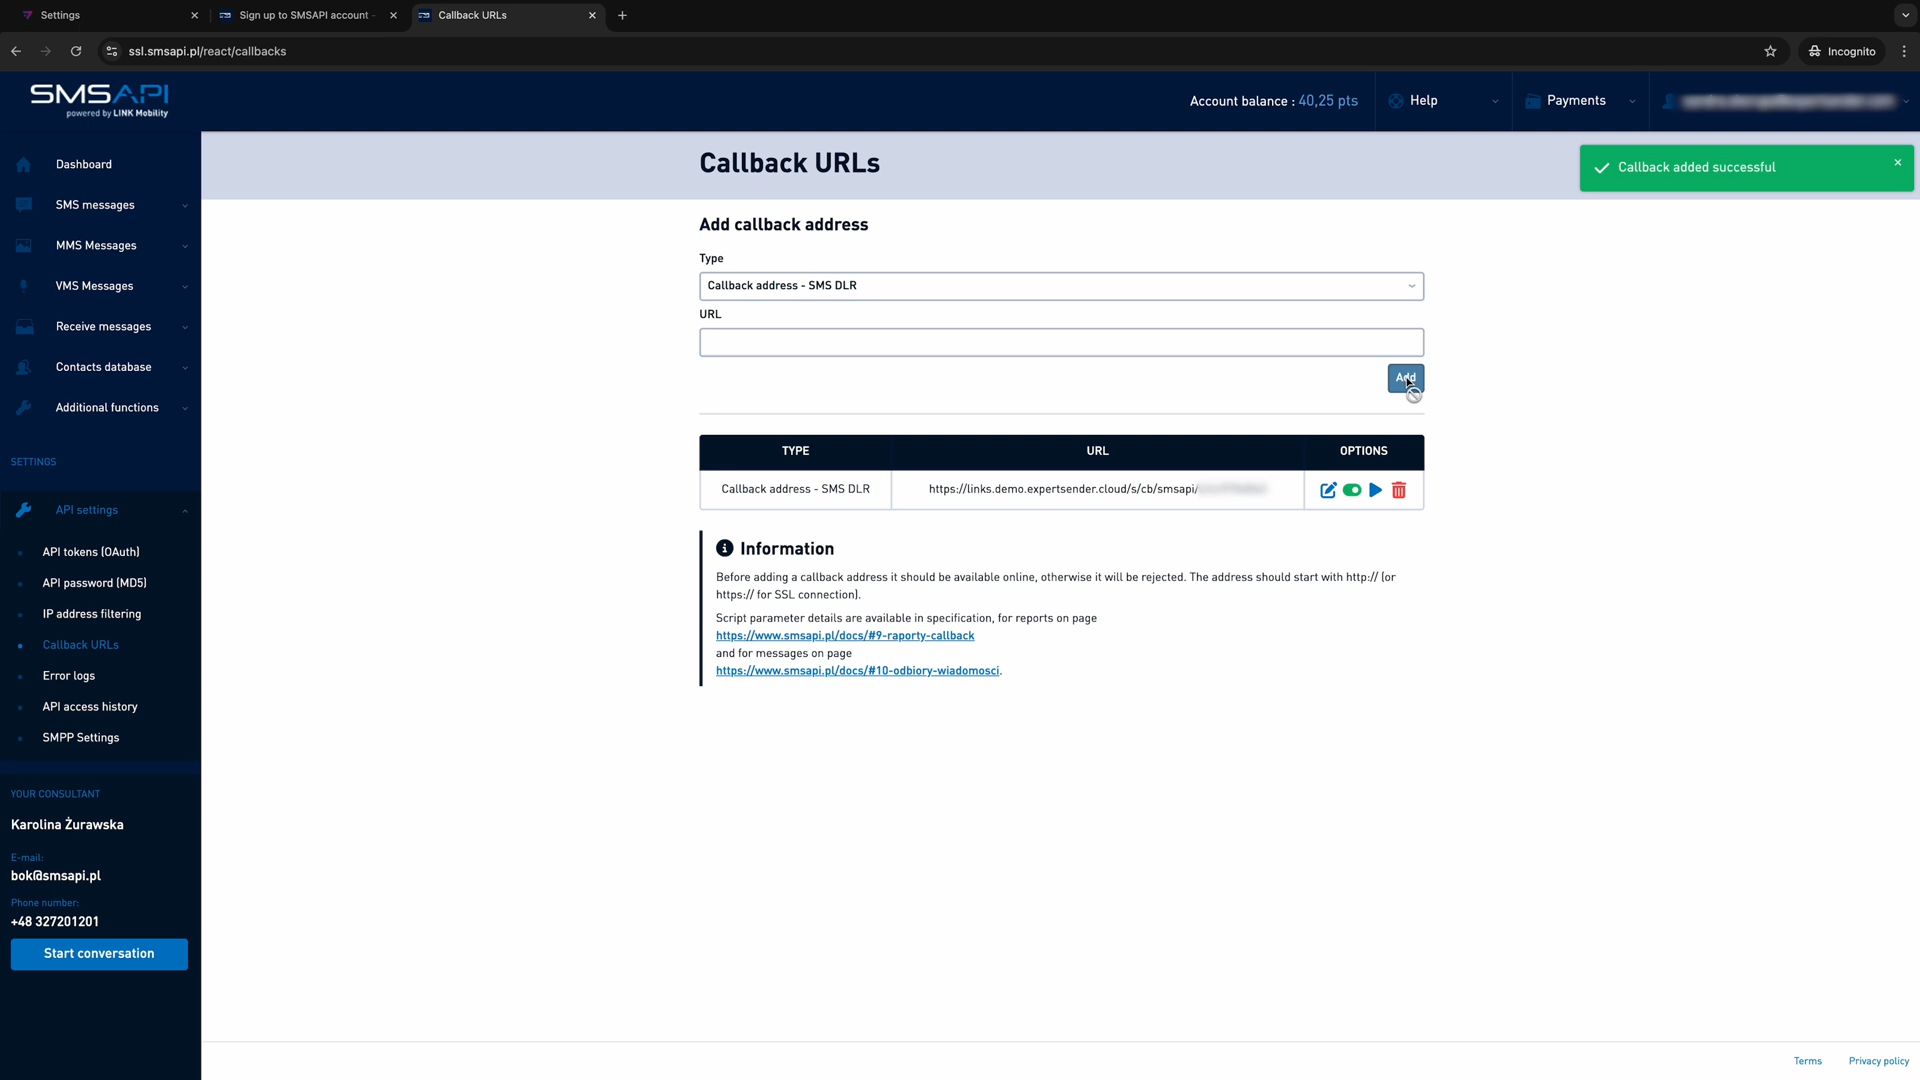 Settings
Sign up to SMSAPI account
Callback URLs
ssl.smsapi.pl/react/callbacks
Incognito
SMSAPI
powered by LINK Mobility
Account balance : 40,25 pts
Help
Payments
Dashboard
SMS messages
MMS Messages
VMS Messages
Receive messages
Contacts database
Additional functions
SETTINGS
API settings
API tokens (OAuth)
API password (MD5)
IP address filtering
Callback URLs
Error logs
API access history
SMPP Settings
YOUR CONSULTANT
Karolina Żurawska
E-mail:
bok@smsapi.pl
Phone number:
+48 327201201
Start conversation
Callback URLs
Callback added successful
Add callback address
Type
Callback address - SMS DLR
URL
Add
TYPE URL OPTIONS
Callback address - SMS DLR https://links.demo.expertsender.cloud/s/cb/smsapi/
Information
Before adding a callback address it should be available online, otherwise it will be rejected. The address should start with http:// (or
https:// for SSL connection).
Script parameter details are available in specification, for reports on page
https://www.smsapi.pl/docs/#9-raporty-callback
and for messages on page
https://www.smsapi.pl/docs/#10-odbiory-wiadomosci.
Terms
Privacy policy